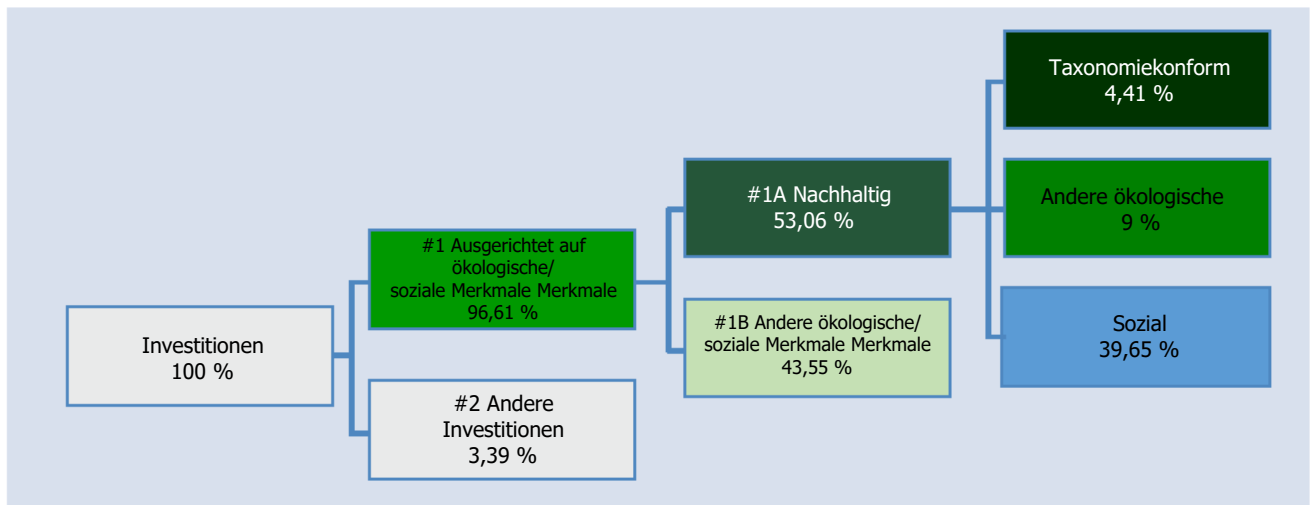 Investitionen
100 %
#1 Ausgerichtet auf
ökologische/
soziale Merkmale Merkmale
96,61 %
#2 Andere
Investitionen
3,39 %
#1A Nachhaltig
53,06 %
#1B Andere ökologische/
soziale Merkmale Merkmale
43,55 %
Taxonomiekonform
4,41 %
Andere ökologische
9 %
Sozial
39,65 %